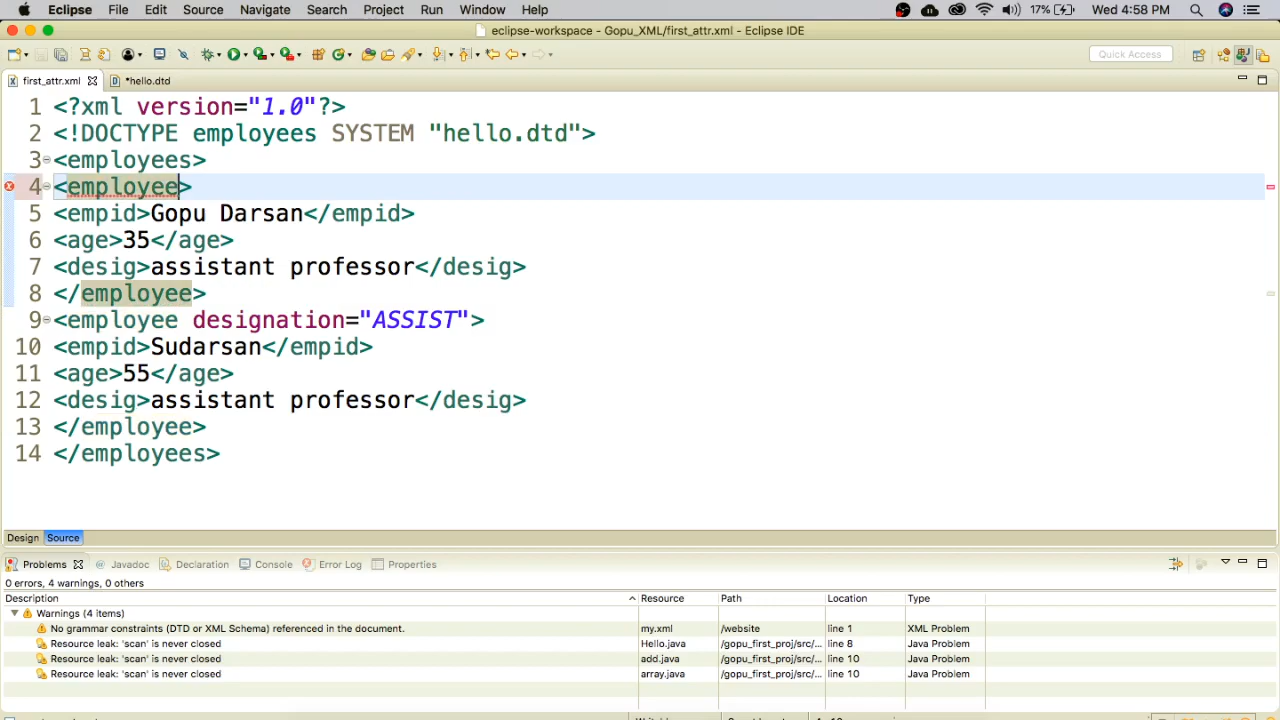 Eclipse File Edit Source Navigate Search Project Run Window Help 17% Wed 4:58 PM
eclipse-workspace - Gopu_XML/first_attr.xml - Eclipse IDE
Quick Access
first_attr.xml *hello.dtd
1 <?xml version="1.0"?>
2 <!DOCTYPE employees SYSTEM "hello.dtd">
3 <employees>
4 <employee>
5 <empid>Gopu Darsan</empid>
6 <age>35</age>
7 <desig>assistant professor</desig>
8 </employee>
9 <employee designation="ASSIST">
10 <empid>Sudarsan</empid>
11 <age>55</age>
12 <desig>assistant professor</desig>
13 </employee>
14 </employees>
Design Source
Problems Javadoc Declaration Console Error Log Properties
0 errors, 4 warnings, 0 others
Description Resource Path Location Type
Warnings (4 items)
No grammar constraints (DTD or XML Schema) referenced in the document. my.xml /website line 1 XML Problem
Resource leak: 'scan' is never closed Hello.java /gopu_first_proj/src/... line 8 Java Problem
Resource leak: 'scan' is never closed add.java /gopu_first_proj/src/... line 10 Java Problem
Resource leak: 'scan' is never closed array.java /gopu_first_proj/src/... line 10 Java Problem